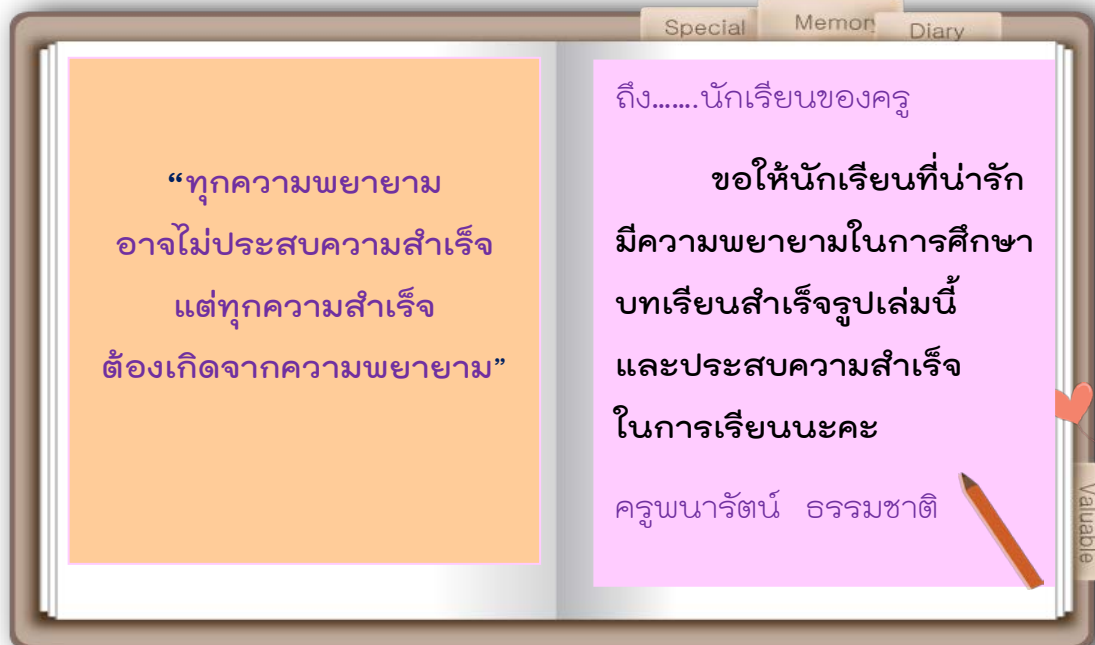 Special
Memory
Diary
“ทุกความพยายาม
อาจไม่ประสบความสำเร็จ
แต่ทุกความสำเร็จ
ต้องเกิดจากความพยายาม”
ถึง.......นักเรียนของครู
ขอให้นักเรียนที่น่ารัก
มีความพยายามในการศึกษา
บทเรียนสำเร็จรูปเล่มนี้
และประสบความสำเร็จ
ในการเรียนนะคะ
ครูพนารัตน์ ธรรมชาติ
Valuable